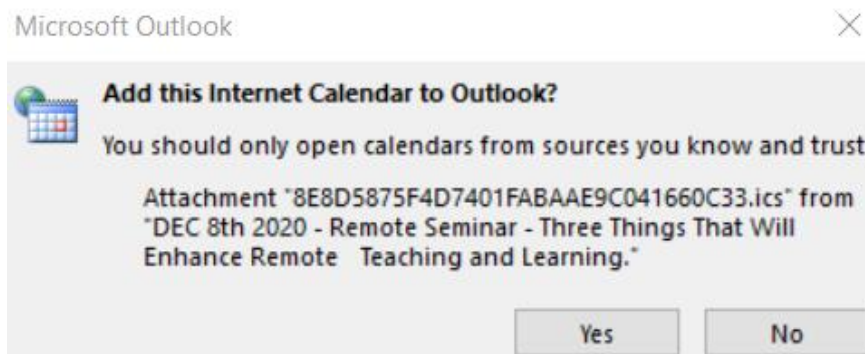 Microsoft Outlook
Add this Internet Calendar to Outlook?
You should only open calendars from sources you know and trust
Attachment "8E8D5875F4D7401FABAAE9C041660C33.ics" from
"DEC 8th 2020 - Remote Seminar - Three Things That Will
Enhance Remote   Teaching and Learning."
Yes
No